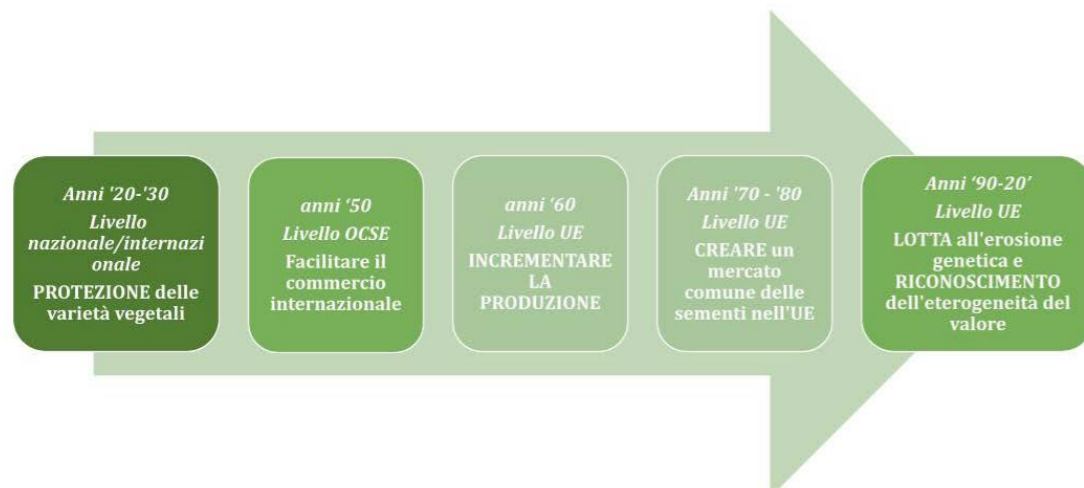 Anni '20-'30
Livello
nazionale/internazi
onale
PROTEZIONE delle
varietà vegetali
anni ‘50
Livello OCSE
Facilitare il
commercio
internazionale
anni ‘60
Livello UE
INCREMENTARE
LA
PRODUZIONE
Anni '70 - '80
Livello UE
CREARE un
mercato
comune delle
sementi nell'UE
Anni ‘90-20’
Livello UE
LOTTA all'erosione
genetica e
RICONOSCIMENTO
dell'eterogeneità del
valore